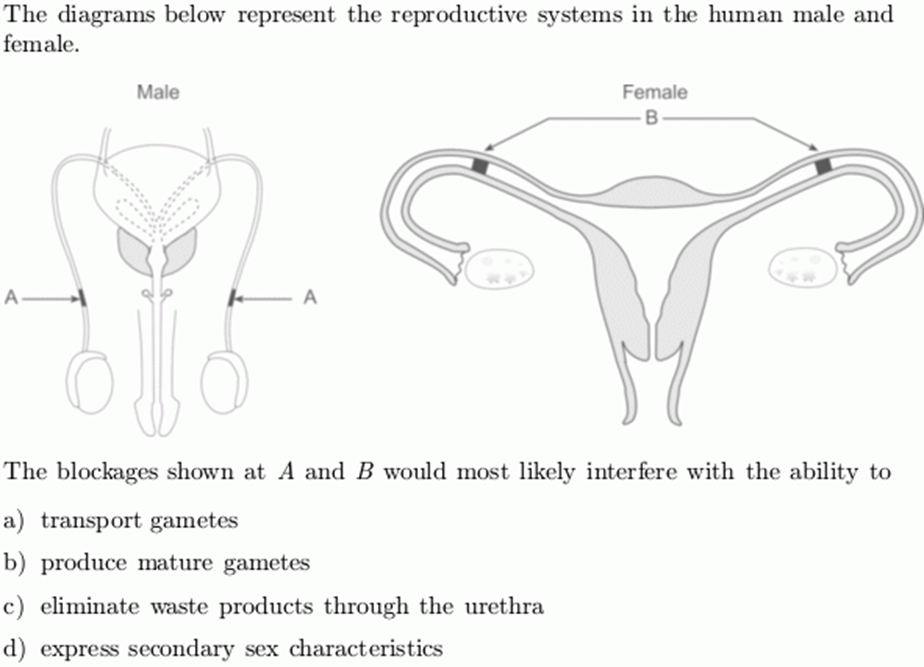 The diagrams below represent the reproductive systems in the human male and
female.
Male
Female
B
A
A
The blockages shown at A and B would most likely interfere with the ability to
a) transport gametes
b) produce mature gametes
c) eliminate waste products through the urethra
d) express secondary sex characteristics